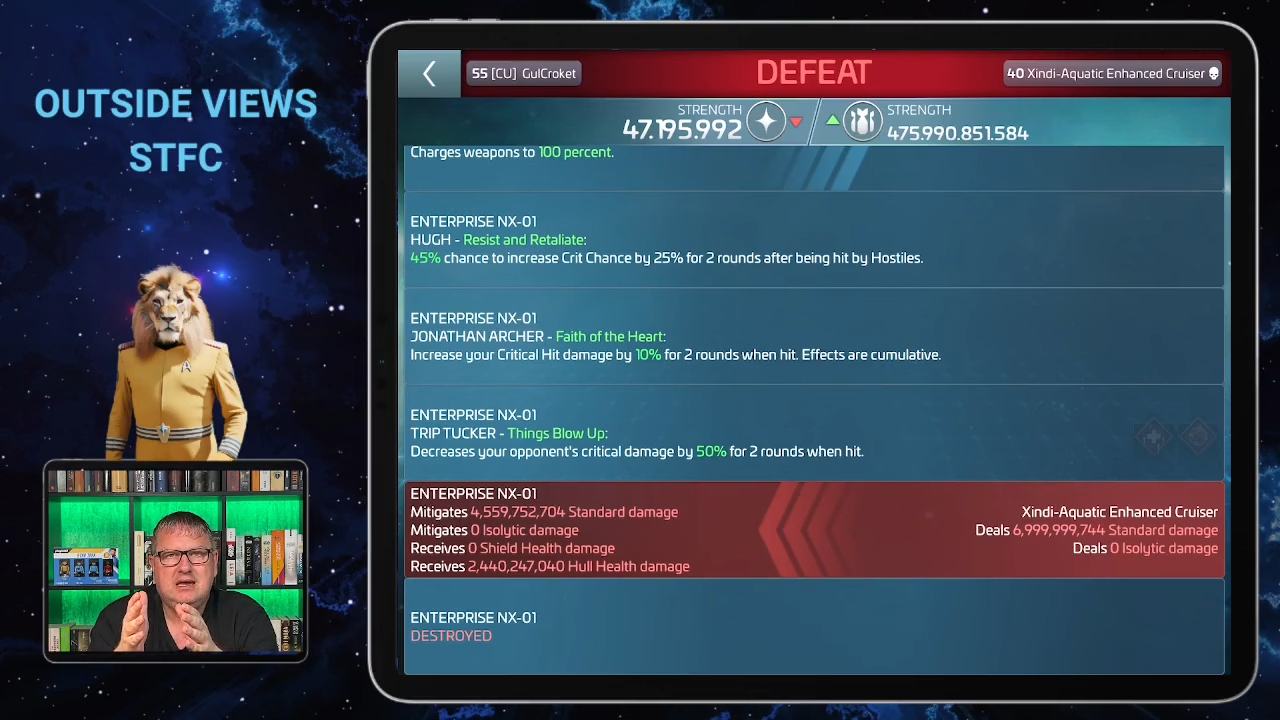 OUTSIDE VIEWS
STFC
55 [CU] GulCroket
DEFEAT
40 Xindi-Aquatic Enhanced Cruiser
STRENGTH
47.195.992
STRENGTH
475.990.851.584
Charges weapons to 100 percent.
ENTERPRISE NX-01
HUGH - Resist and Retaliate:
45% chance to increase Crit Chance by 25% for 2 rounds after being hit by Hostiles.
ENTERPRISE NX-01
JONATHAN ARCHER - Faith of the Heart:
Increase your Critical Hit damage by 10% for 2 rounds when hit. Effects are cumulative.
ENTERPRISE NX-01
TRIP TUCKER - Things Blow Up:
Decreases your opponent's critical damage by 50% for 2 rounds when hit.
ENTERPRISE NX-01
Mitigates 4,559,752,704 Standard damage
Mitigates 0 Isolytic damage
Receives 0 Shield Health damage
Receives 2,440,247,040 Hull Health damage
Xindi-Aquatic Enhanced Cruiser
Deals 6,999,999,744 Standard damage
Deals 0 Isolytic damage
ENTERPRISE NX-01
DESTROYED